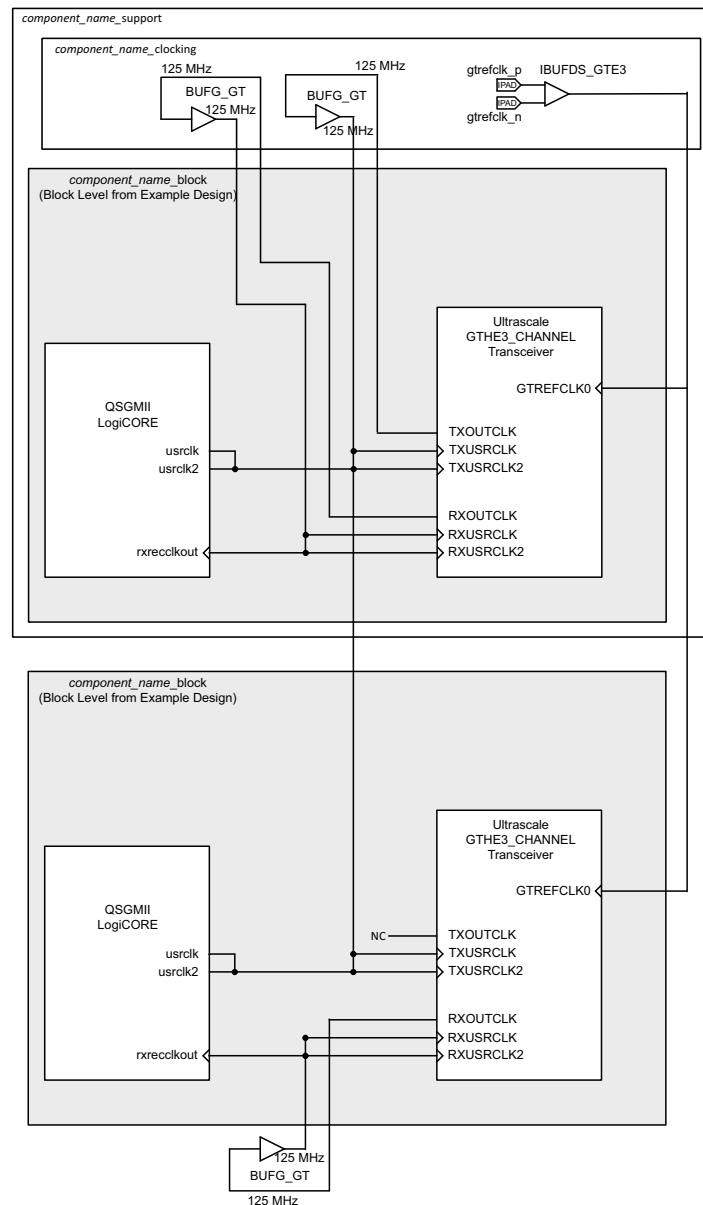 component_name_support
component_name_clocking
125 MHz
BUFG_GT
125 MHz
125 MHz
BUFG_GT
125 MHz
gtrefclk_p
IPAD
IPAD
gtrefclk_n
IBUFDS_GTE3
component_name_block
(Block Level from Example Design)
QSGMII
LogiCORE
usrclk
usrclk2
rxrecclkout
Ultrascale
GTHE3_CHANNEL
Transceiver
GTREFCLK0
TXOUTCLK
TXUSRCLK
TXUSRCLK2
RXOUTCLK
RXUSRCLK
RXUSRCLK2
component_name_block
(Block Level from Example Design)
QSGMII
LogiCORE
usrclk
usrclk2
rxrecclkout
Ultrascale
GTHE3_CHANNEL
Transceiver
GTREFCLK0
NC
TXOUTCLK
TXUSRCLK
TXUSRCLK2
RXOUTCLK
RXUSRCLK
RXUSRCLK2
125 MHz
BUFG_GT
125 MHz